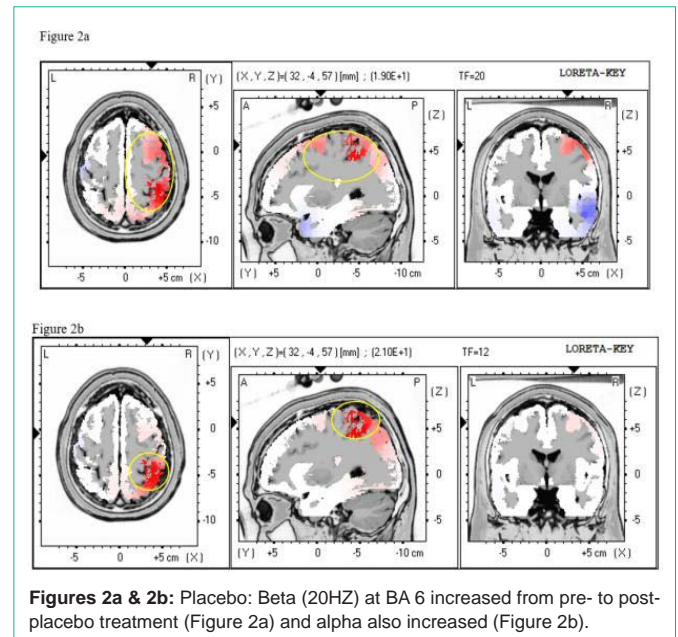 Figure 2a
L R (Y) (X,Y,Z)=(32,-4,57)[mm] ; (1.90E+1) TF=20 LORETA-KEY
A P (Z) L R (Z)
+5 +5 +5
0 0 0
-5 -5 -5
-10
-5 0 +5 cm (X) (Y) +5 0 -5 -10 cm -5 0 +5 cm (X)
Figure 2b
L R (Y) (X,Y,Z)=(32,-4,57)[mm] ; (2.10E+1) TF=12 LORETA-KEY
A P (Z) L R (Z)
+5 +5 +5
0 0 0
-5 -5 -5
-10
-5 0 +5 cm (X) (Y) +5 0 -5 -10 cm -5 0 +5 cm (X)
Figures 2a & 2b: Placebo: Beta (20HZ) at BA 6 increased from pre- to post-
placebo treatment (Figure 2a) and alpha also increased (Figure 2b).